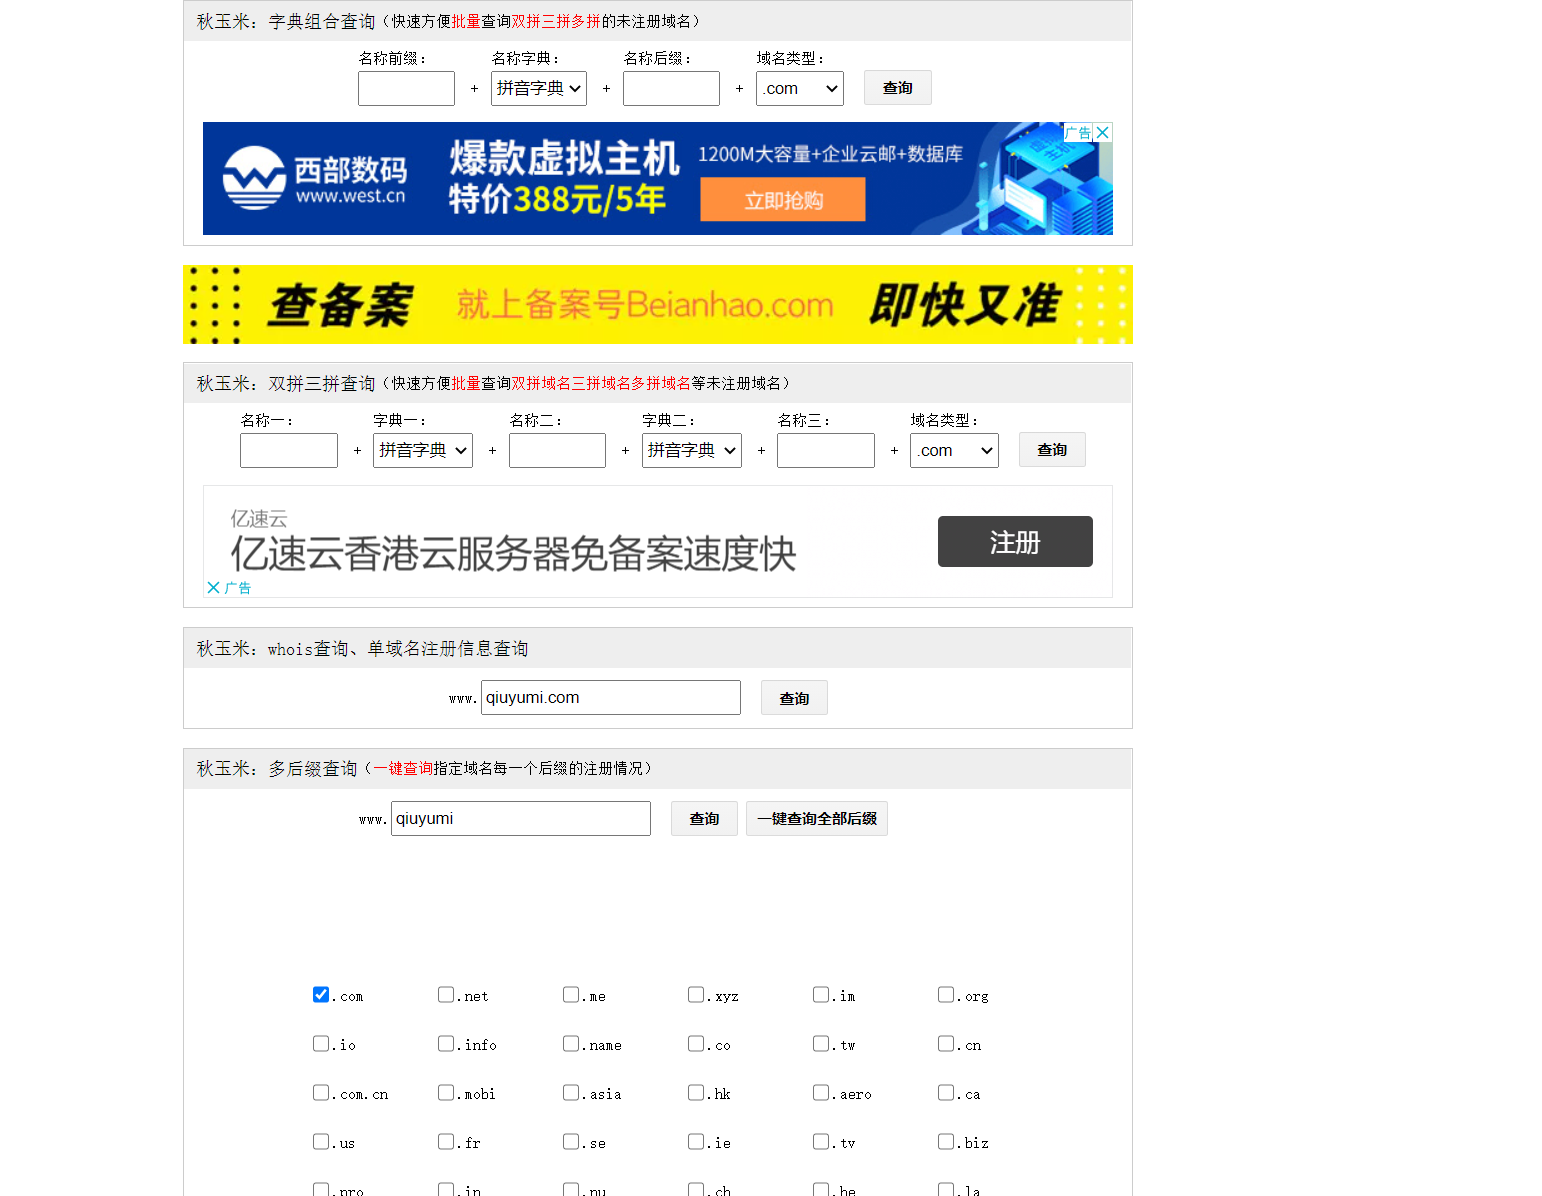 秋玉米：字典组合查询（快速方便批量查询双拼三拼多拼的未注册域名）
名称前缀： 名称字典： 名称后缀： 域名类型：
+ 拼音字典 + + .com 查询
西部数码
www.west.cn
爆款虚拟主机
特价388元/5年
1200M大容量+企业云邮+数据库
立即抢购
广告
查备案 就上备案号Beianhao.com 即快又准
秋玉米：双拼三拼查询（快速方便批量查询双拼域名三拼域名多拼域名等未注册域名）
名称一： 字典一： 名称二： 字典二： 名称三： 域名类型：
+ 拼音字典 + + 拼音字典 + + .com 查询
亿速云
亿速云香港云服务器免备案速度快
注册
广告
秋玉米：whois查询、单域名注册信息查询
www. qiuyumi.com 查询
秋玉米：多后缀查询（一键查询指定域名每一个后缀的注册情况）
www. qiuyumi 查询 一键查询全部后缀
.com .net .me .xyz .im .org
.io .info .name .co .tw .cn
.com.cn .mobi .asia .hk .aero .ca
.us .fr .se .ie .tv .biz
.pro .in .nu .ch .be .la